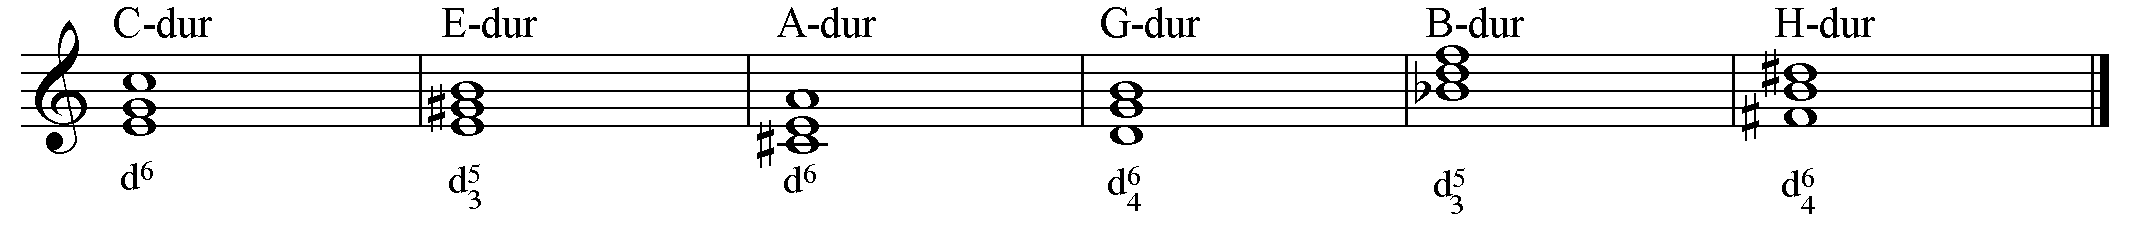 C-dur E-dur A-dur G-dur B-dur H-dur
d6 d5 3 d6 d6 4 d5 3 d6 4